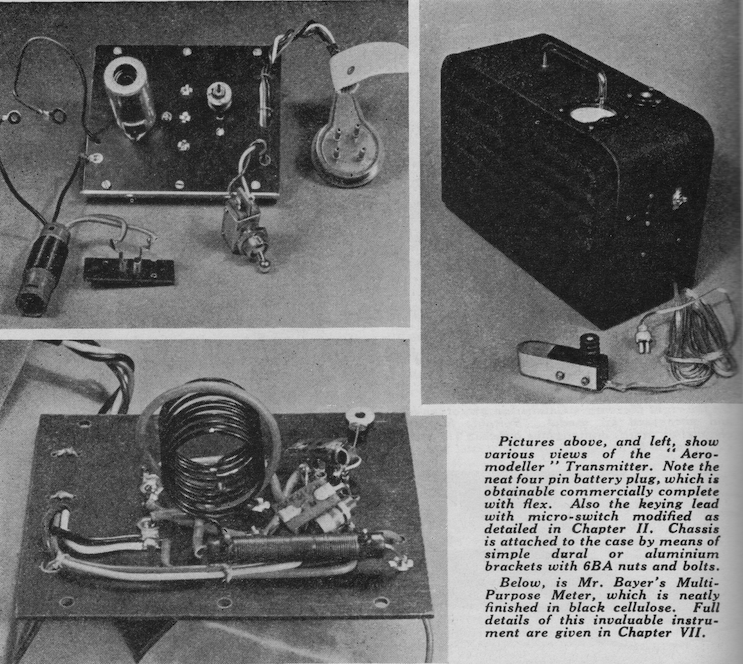 Pictures above, and left, show
various views of the "Aero-
modeller" Transmitter. Note the
neat four pin battery plug, which is
obtainable commercially complete
with flex. Also the keying lead
with micro-switch modified as
detailed in Chapter II. Chassis
is attached to the case by means of
simple dural or aluminium
brackets with 6BA nuts and bolts.
Below, is Mr. Bayer's Multi-
Purpose Meter, which is neatly
finished in black cellulose. Full
details of this invaluable instru-
ment are given in Chapter VII.